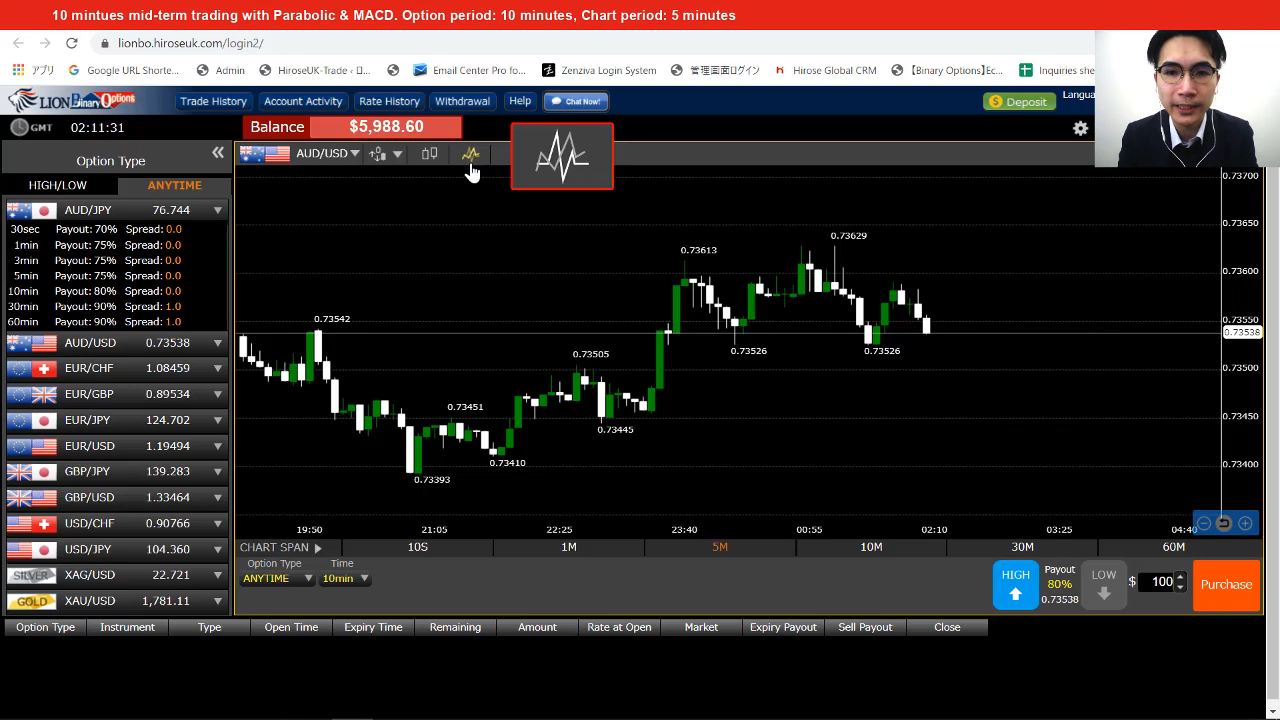 10 mintues mid-term trading with Parabolic & MACD. Option period: 10 minutes, Chart period: 5 minutes
lionbo.hiroseuk.com/login2/
アプリ Google URL Shorte... Admin HiroseUK-Trade ‹ ロ... Email Copy Pro fo... Zenziva Login System 管理画面ログイン Hirose Global CRM 【Binary Options】Ec... Inquiries shee
LION Binary Options Trade History Account Activity Rate History Withdrawal Help Chat Now! $ Deposit Langua
GMT 02:11:31 Balance $5,988.60
Option Type «
AUD/USD
HIGH/LOW ANYTIME
AUD/JPY 76.744
30sec Payout: 70% Spread: 0.0
1min Payout: 75% Spread: 0.0
3min Payout: 75% Spread: 0.0
5min Payout: 75% Spread: 0.0
10min Payout: 80% Spread: 0.0
30min Payout: 90% Spread: 1.0
60min Payout: 90% Spread: 1.0
AUD/USD 0.73538
EUR/CHF 1.08459
EUR/GBP 0.89534
EUR/JPY 124.702
EUR/USD 1.19494
GBP/JPY 139.283
GBP/USD 1.33464
USD/CHF 0.90766
USD/JPY 104.360
SILVER XAG/USD 22.721
GOLD XAU/USD 1,781.11
0.73700
0.73650
0.73629
0.73613
0.73600
0.73542
0.73550
0.73538
0.73526 0.73526
0.73505
0.73500
0.73451
0.73450
0.73445
0.73410
0.73400
0.73393
19:50 21:05 22:25 23:40 00:55 02:10 03:25 04:40
CHART SPAN 10S 1M 5M 10M 30M 60M
Option Type Time
ANYTIME 10min
HIGH Payout 80% 0.73538 LOW $ 100 Purchase
Option Type Instrument Type Open Time Expiry Time Remaining Amount Rate at Open Market Expiry Payout Sell Payout Close